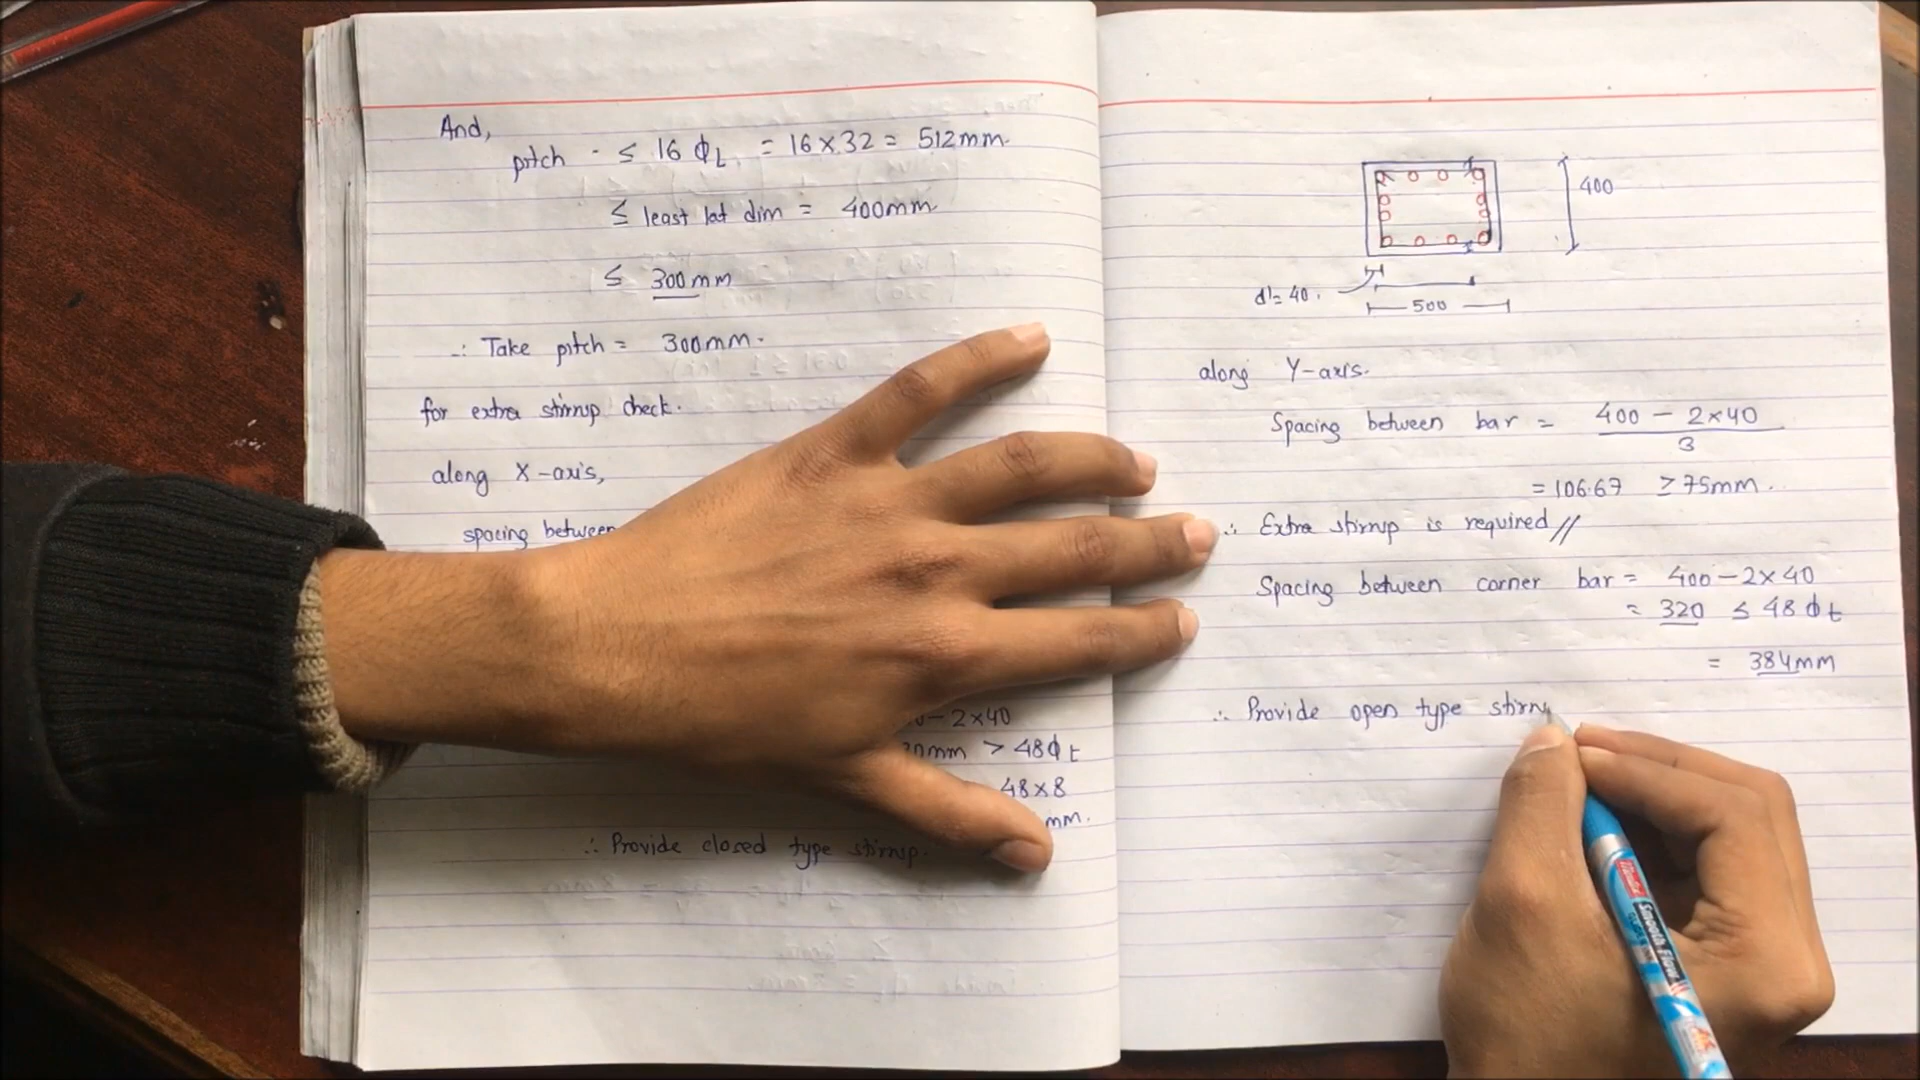 And,
pitch ≤ 16 ϕL = 16 × 32 = 512mm
≤ least lat dim = 400mm
≤ 300mm
∴ Take pitch = 300mm.
for extra stirrup check.
along X-axis,
spacing between
- 2×40
mm > 48ϕt
48×8
mm.
∴ Provide closed type stirrup.
400
d'= 40.
500
along Y-axis.
Spacing between bar = 400 - 2×40
3
= 106.67 ≥ 75mm.
∴ Extra stirrup is required //
Spacing between corner bar = 400 - 2×40
= 320 ≤ 48ϕt
= 384mm
∴ Provide open type stirru
Smooth Flow